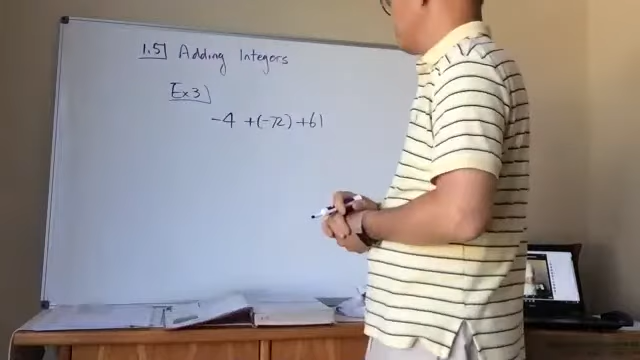 1.5 Adding Integers
Ex 3)
-4 +(-72) +61